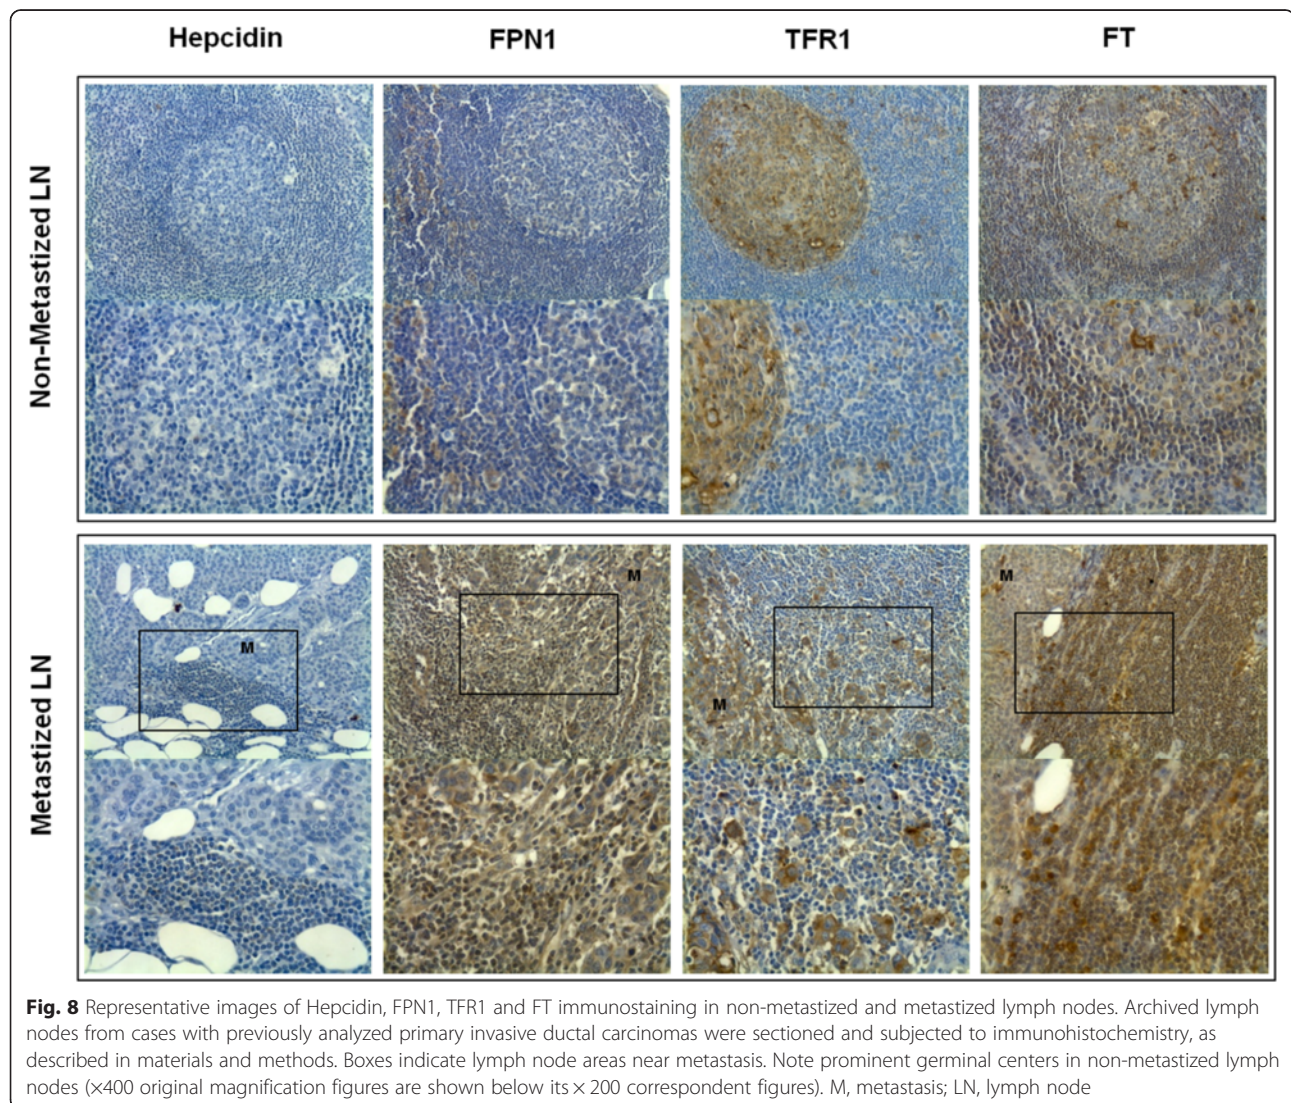 Hepcidin FPN1 TFR1 FT
Non-Metastized LN
Metastized LN
M
M
M
M
Fig. 8 Representative images of Hepcidin, FPN1, TFR1 and FT immunostaining in non-metastized and metastized lymph nodes. Archived lymph
nodes from cases with previously analyzed primary invasive ductal carcinomas were sectioned and subjected to immunohistochemistry, as
described in materials and methods. Boxes indicate lymph node areas near metastasis. Note prominent germinal centers in non-metastized lymph
nodes (×400 original magnification figures are shown below its × 200 correspondent figures). M, metastasis; LN, lymph node